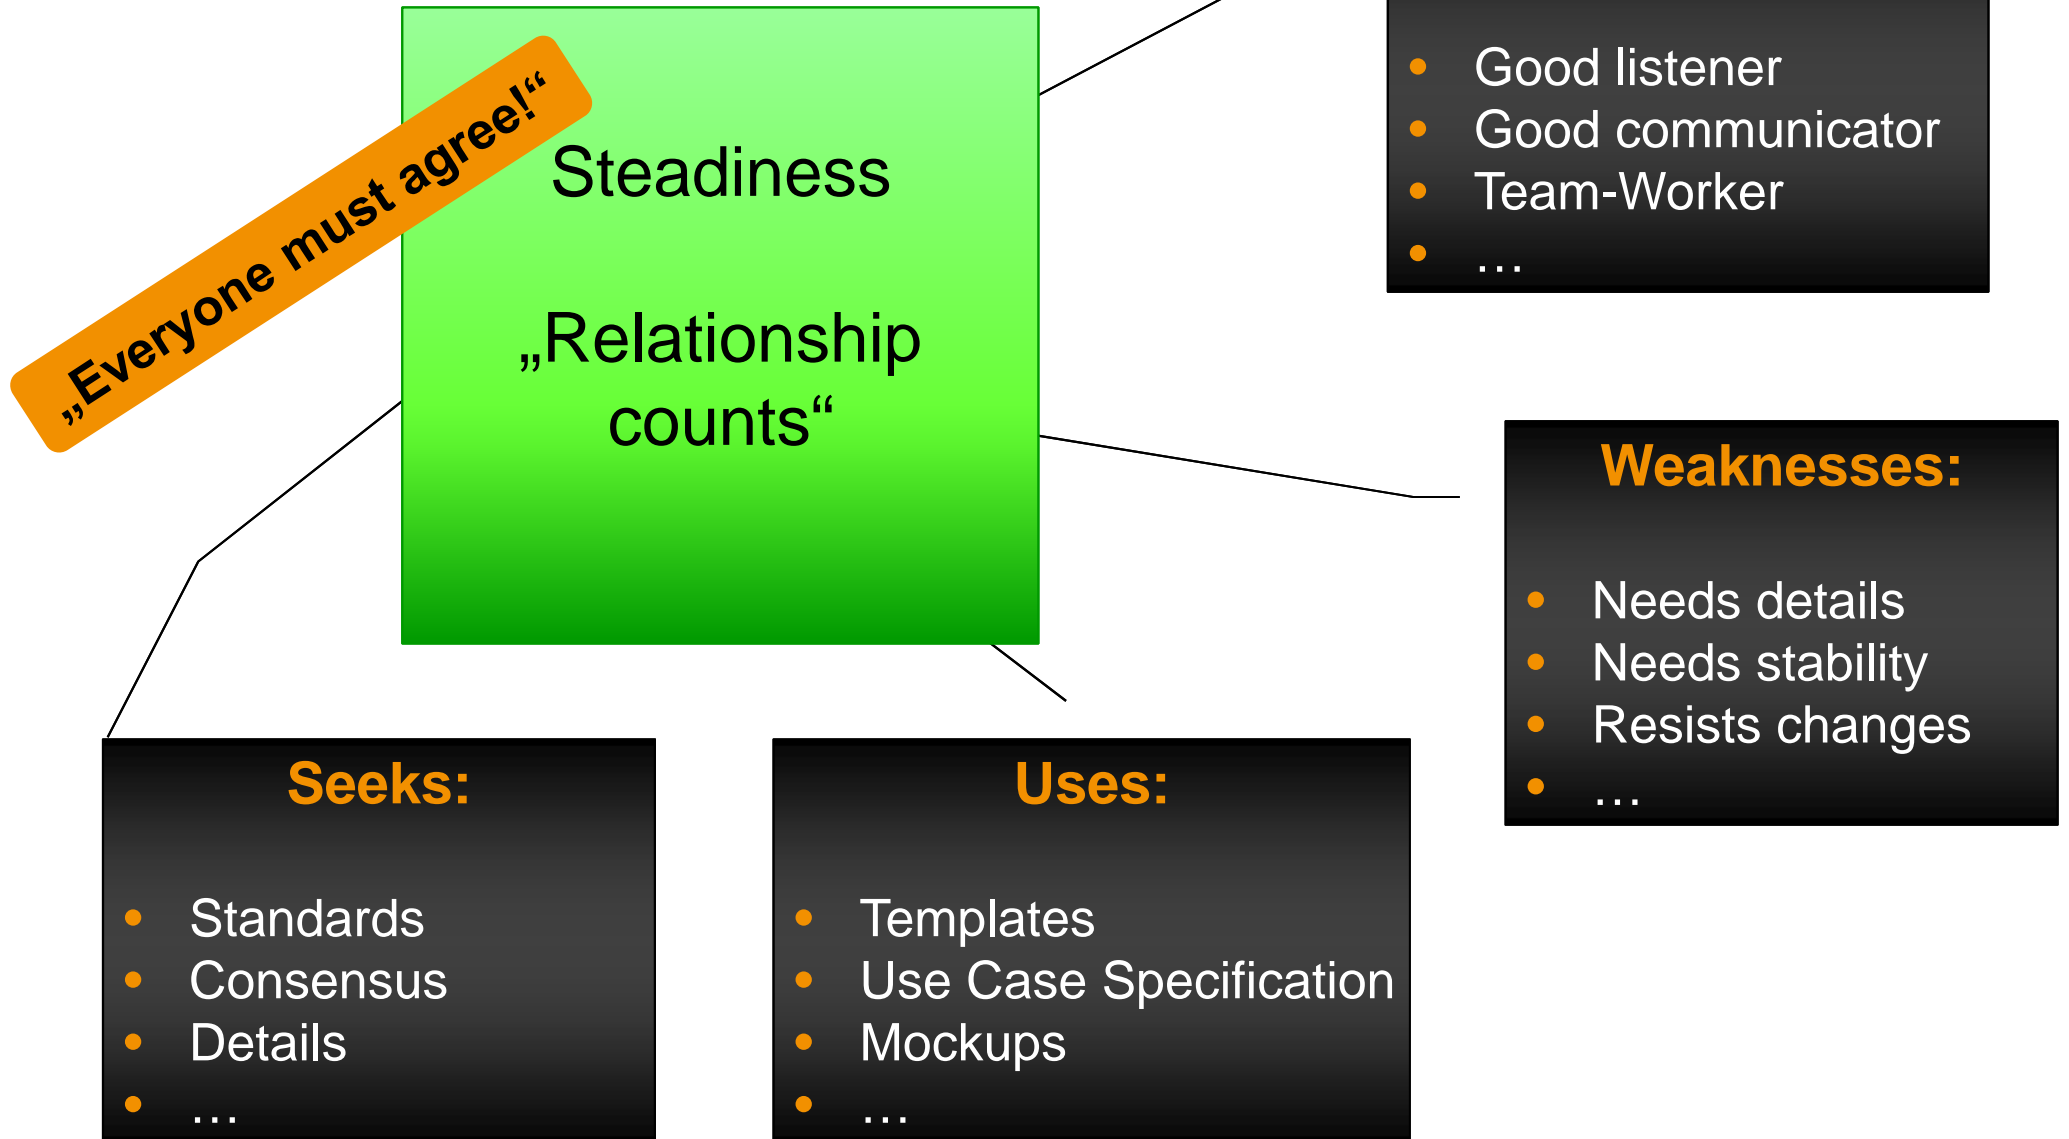 „Everyone must agree!“
Steadiness
„Relationship
counts“
• Good listener
• Good communicator
• Team-Worker
• …
Weaknesses:
• Needs details
• Needs stability
• Resists changes
• …
Seeks:
• Standards
• Consensus
• Details
• …
Uses:
• Templates
• Use Case Specification
• Mockups
• …